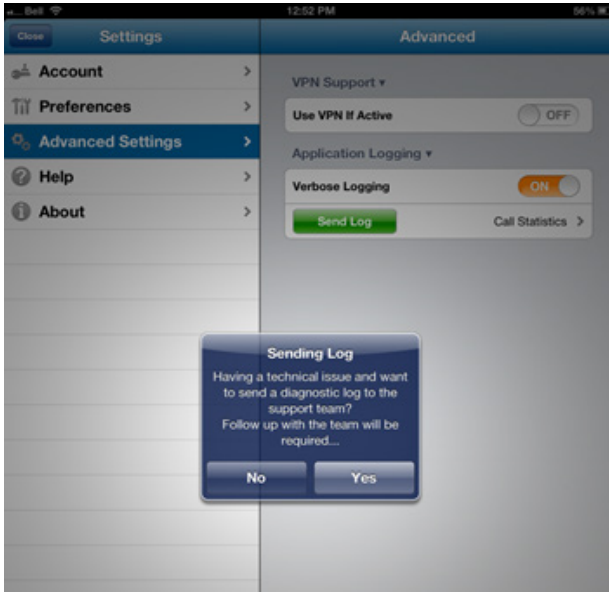 ... Bell 12:52 PM 56%
Close Settings Advanced
Account
Preferences
Advanced Settings
Help
About
VPN Support
Use VPN If Active OFF
Application Logging
Verbose Logging ON
Send Log Call Statistics
Sending Log
Having a technical issue and want
to send a diagnostic log to the
support team?
Follow up with the team will be
required....
No Yes